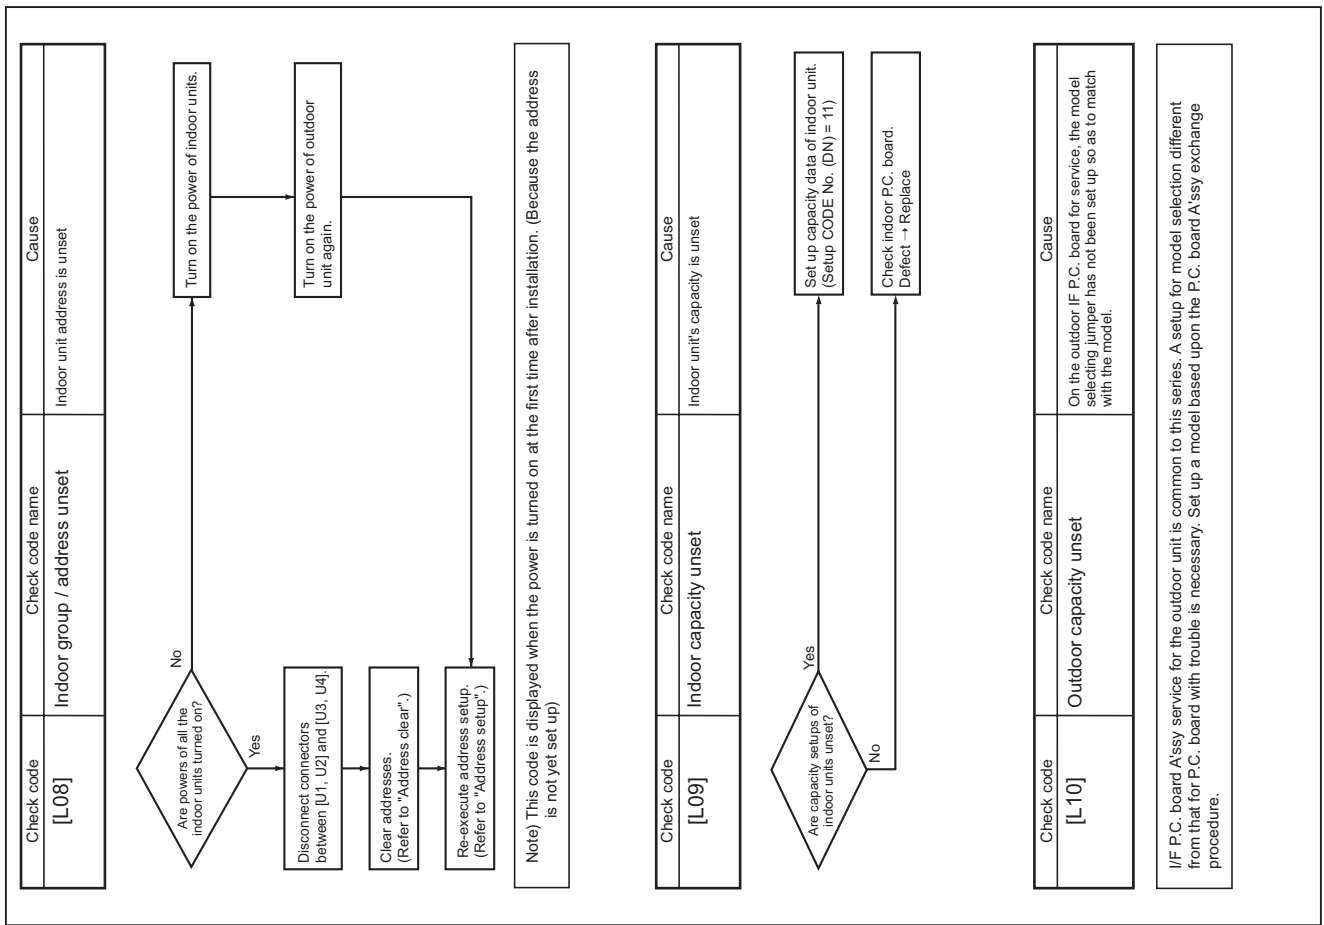 Check code
Check code name
Cause
[L08]
Indoor group / address unset
Indoor unit address is unset
Are powers of all the
indoor units turned on?
No
Turn on the power of indoor units.
Turn on the power of outdoor
unit again.
Yes
Disconnect connectors
between [U1, U2] and [U3, U4].
Clear addresses.
(Refer to "Address clear".)
Re-execute address setup.
(Refer to "Address setup".)
Note) This code is displayed when the power is turned on at the first time after installation. (Because the address
is not yet set up)
Check code
Check code name
Cause
[L09]
Indoor capacity unset
Indoor unit's capacity is unset
Are capacity setups of
indoor units unset?
Yes
Set up capacity data of indoor unit.
(Setup CODE No. (DN) = 11)
No
Check indoor P.C. board.
Defect → Replace
Check code
Check code name
Cause
[L10]
Outdoor capacity unset
On the outdoor IF P.C. board for service, the model
selecting jumper has not been set up so as to match
with the model.
I/F P.C. board A'ssy service for the outdoor unit is common to this series. A setup for model selection different
from that for P.C. board with trouble is necessary. Set up a model based upon the P.C. board A'ssy exchange
procedure.